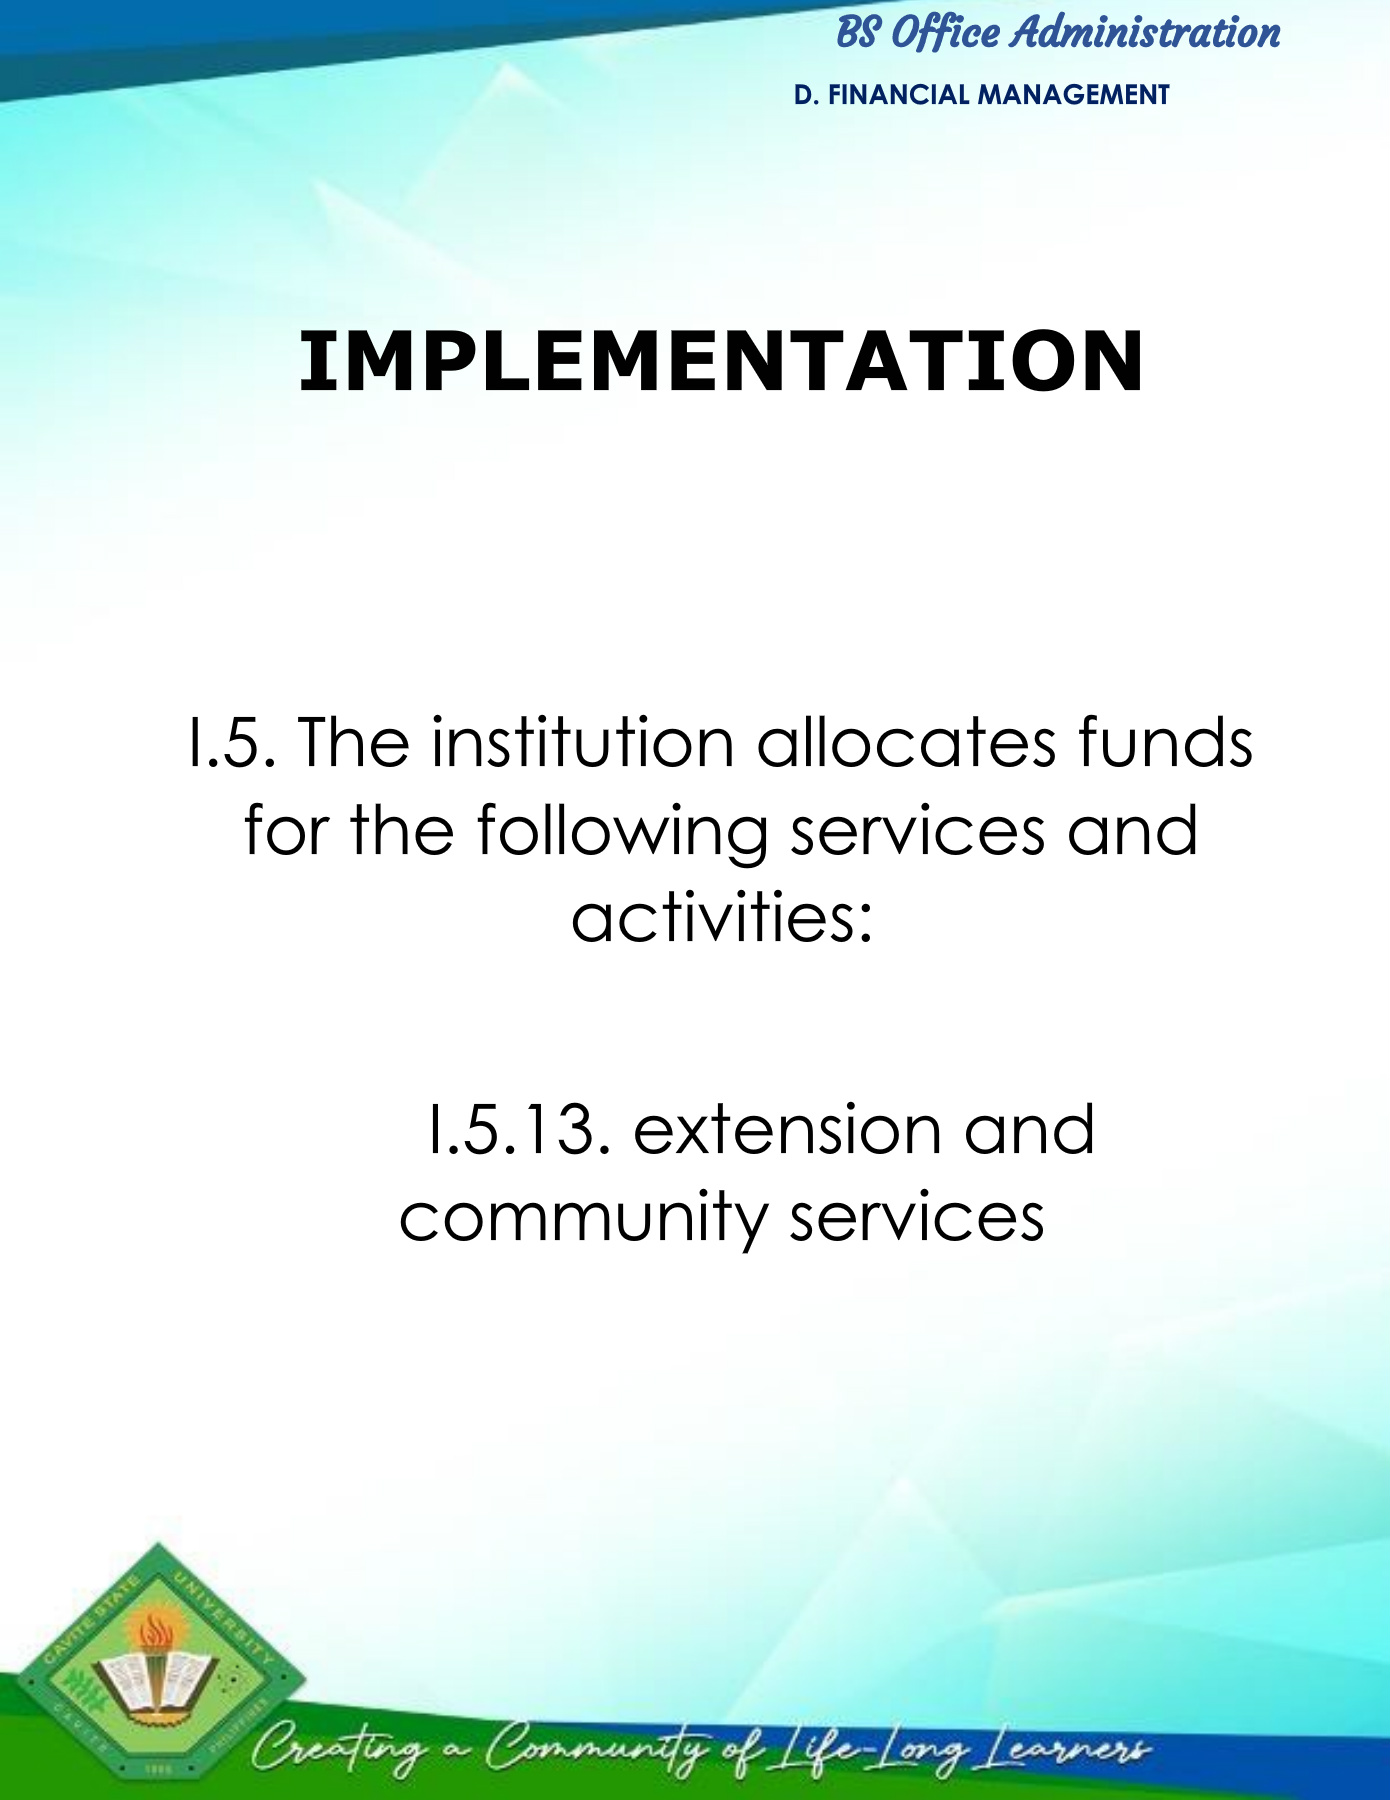 BS Office Administration
D. FINANCIAL MANAGEMENT
IMPLEMENTATION
I.5. The institution allocates funds
for the following services and
activities:
I.5.13. extension and
community services
CAVITE STATE UNIVERSITY
CAVITE
PHILIPPINES
1906
Creating a Community of Life-Long Learners